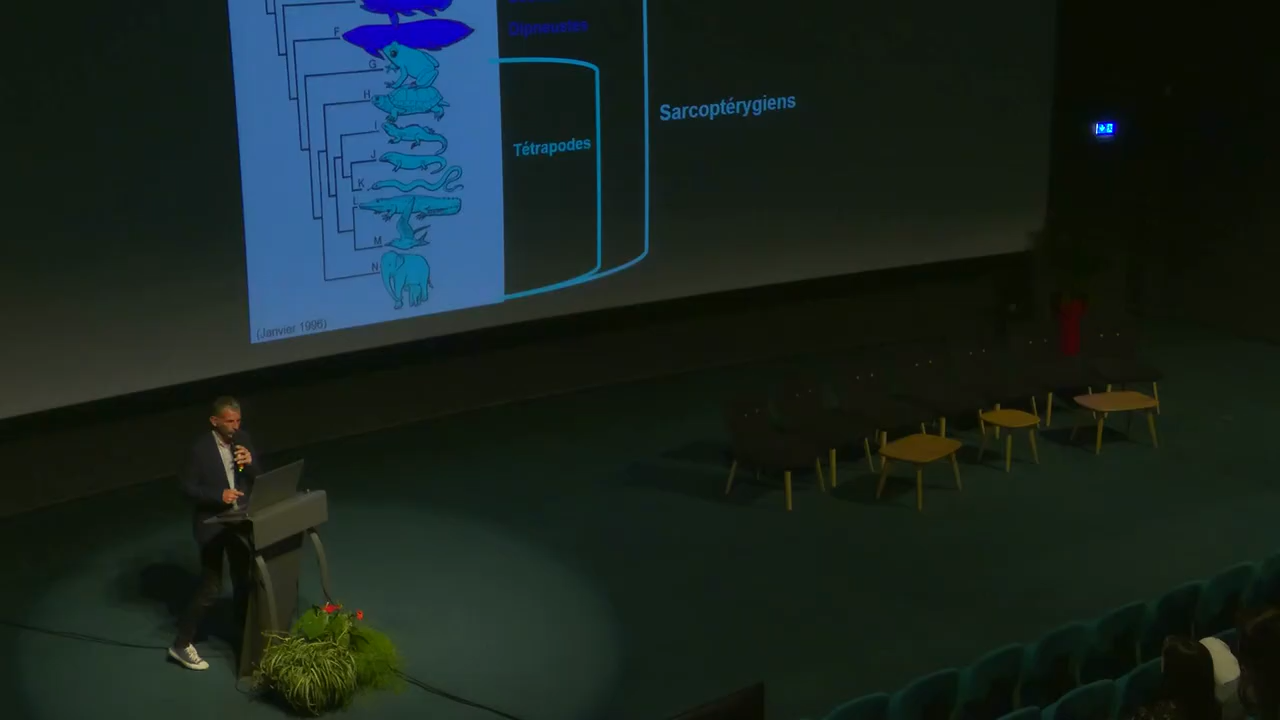 Dipneustes
F
G
Sarcoptérygiens
H
I
Tétrapodes
J
K
L
M
N
(Janvier 1996)